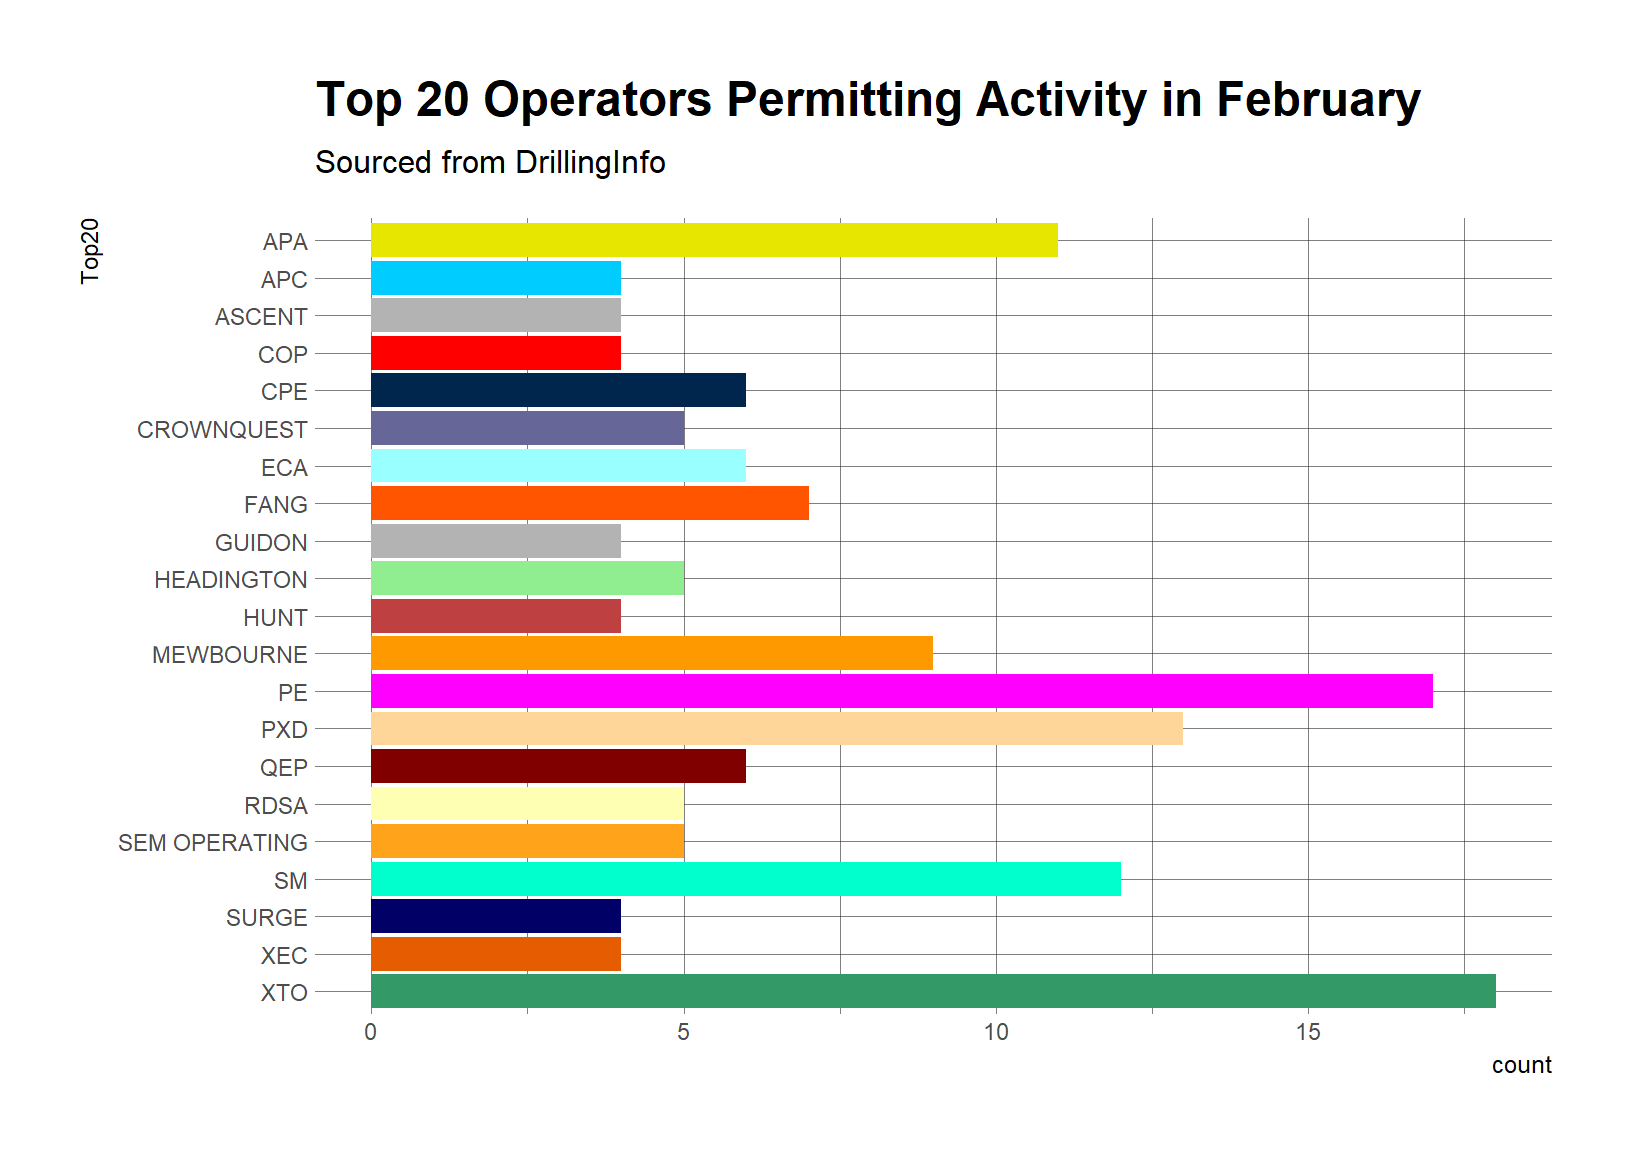 Top 20 Operators Permitting Activity in February
Sourced from DrillingInfo
Top20
APA
APC
ASCENT
COP
CPE
CROWNQUEST
ECA
FANG
GUIDON
HEADINGTON
HUNT
MEWBOURNE
PE
PXD
QEP
RDSA
SEM OPERATING
SM
SURGE
XEC
XTO
0 5 10 15
count